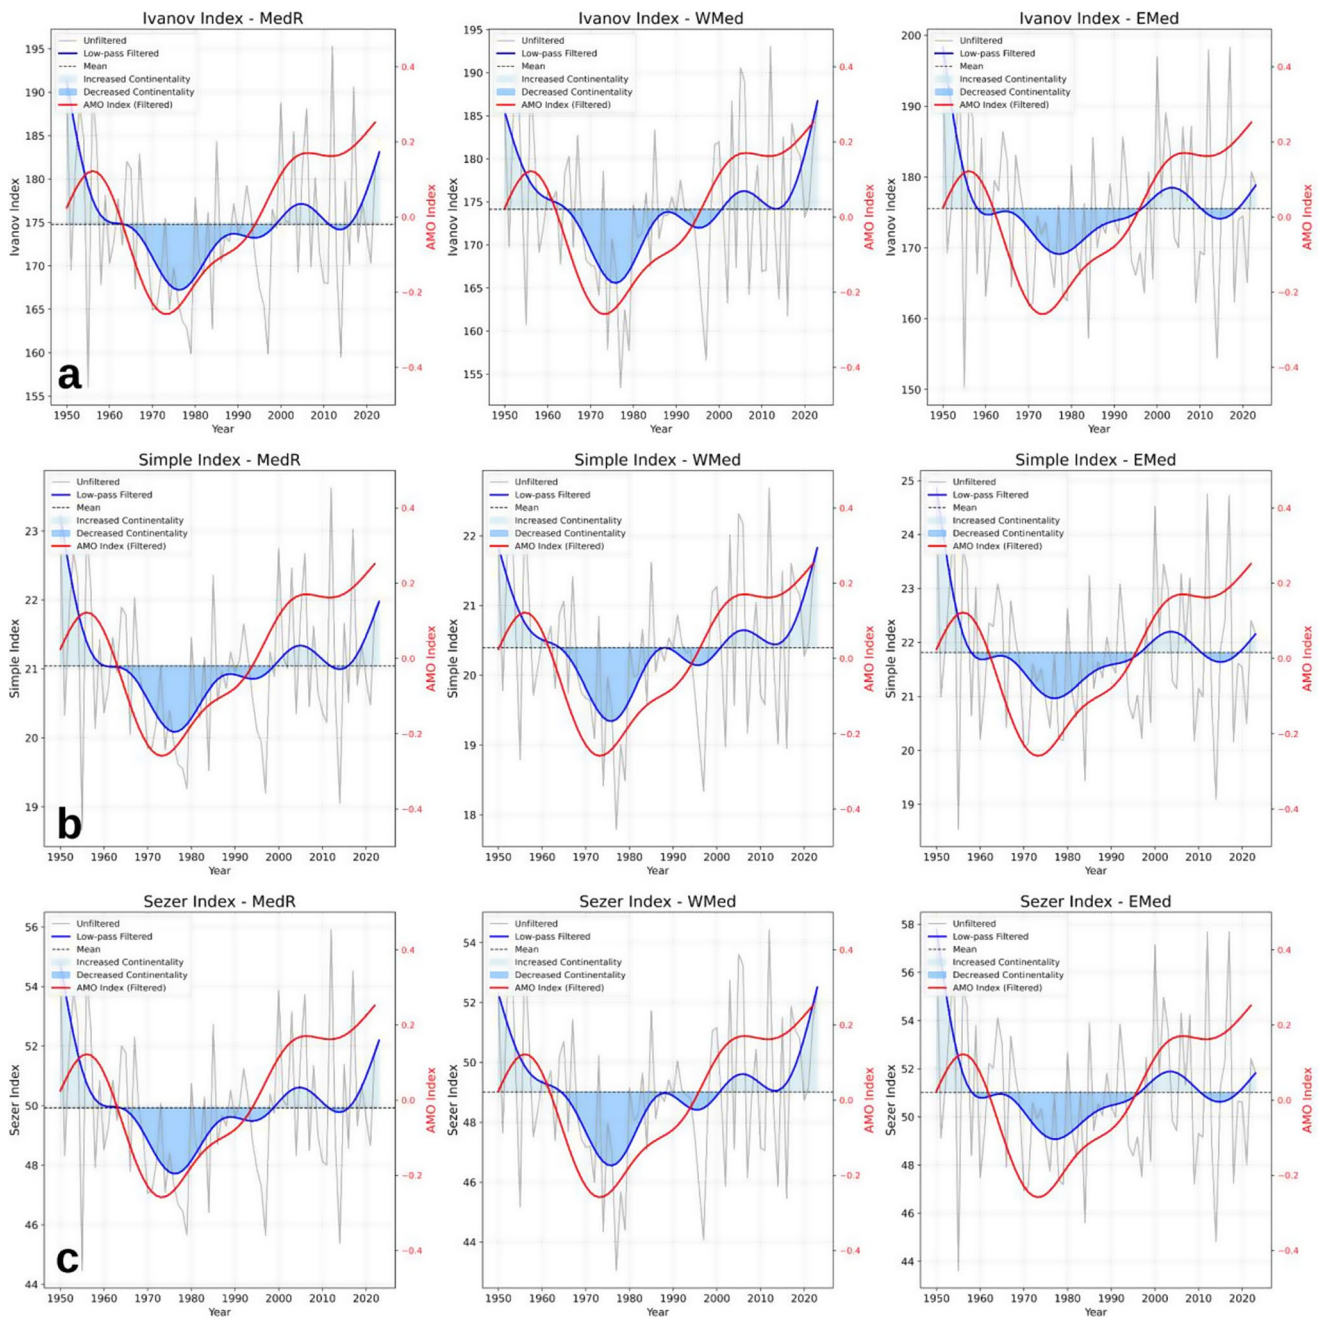 Ivanov Index - MedR
Unfiltered
Low-pass Filtered
Mean
Increased Continentality
Decreased Continentality
AMO Index (Filtered)
195
190
185
180
175
170
165
160
155
Ivanov Index
0.4
0.2
0.0
−0.2
−0.4
AMO Index
a
1950 1960 1970 1980 1990 2000 2010 2020
Year
Ivanov Index - WMed
Unfiltered
Low-pass Filtered
Mean
Increased Continentality
Decreased Continentality
AMO Index (Filtered)
195
190
185
180
175
170
165
160
155
Ivanov Index
0.4
0.2
0.0
−0.2
−0.4
AMO Index
1950 1960 1970 1980 1990 2000 2010 2020
Year
Ivanov Index - EMed
Unfiltered
Low-pass Filtered
Mean
Increased Continentality
Decreased Continentality
AMO Index (Filtered)
200
190
180
170
160
150
Ivanov Index
0.4
0.2
0.0
−0.2
−0.4
AMO Index
1950 1960 1970 1980 1990 2000 2010 2020
Year
Simple Index - MedR
Unfiltered
Low-pass Filtered
Mean
Increased Continentality
Decreased Continentality
AMO Index (Filtered)
23
22
21
20
19
Simple Index
0.4
0.2
0.0
−0.2
−0.4
AMO Index
b
1950 1960 1970 1980 1990 2000 2010 2020
Year
Simple Index - WMed
Unfiltered
Low-pass Filtered
Mean
Increased Continentality
Decreased Continentality
AMO Index (Filtered)
22
21
20
19
18
Simple Index
0.4
0.2
0.0
−0.2
−0.4
AMO Index
1950 1960 1970 1980 1990 2000 2010 2020
Year
Simple Index - EMed
Unfiltered
Low-pass Filtered
Mean
Increased Continentality
Decreased Continentality
AMO Index (Filtered)
25
24
23
22
21
20
19
Simple Index
0.4
0.2
0.0
−0.2
−0.4
AMO Index
1950 1960 1970 1980 1990 2000 2010 2020
Year
Sezer Index - MedR
Unfiltered
Low-pass Filtered
Mean
Increased Continentality
Decreased Continentality
AMO Index (Filtered)
56
54
52
50
48
46
44
Sezer Index
0.4
0.2
0.0
−0.2
−0.4
AMO Index
c
1950 1960 1970 1980 1990 2000 2010 2020
Year
Sezer Index - WMed
Unfiltered
Low-pass Filtered
Mean
Increased Continentality
Decreased Continentality
AMO Index (Filtered)
54
52
50
48
46
44
Sezer Index
0.4
0.2
0.0
−0.2
−0.4
AMO Index
1950 1960 1970 1980 1990 2000 2010 2020
Year
Sezer Index - EMed
Unfiltered
Low-pass Filtered
Mean
Increased Continentality
Decreased Continentality
AMO Index (Filtered)
58
56
54
52
50
48
46
44
Sezer Index
0.4
0.2
0.0
−0.2
−0.4
AMO Index
1950 1960 1970 1980 1990 2000 2010 2020
Year